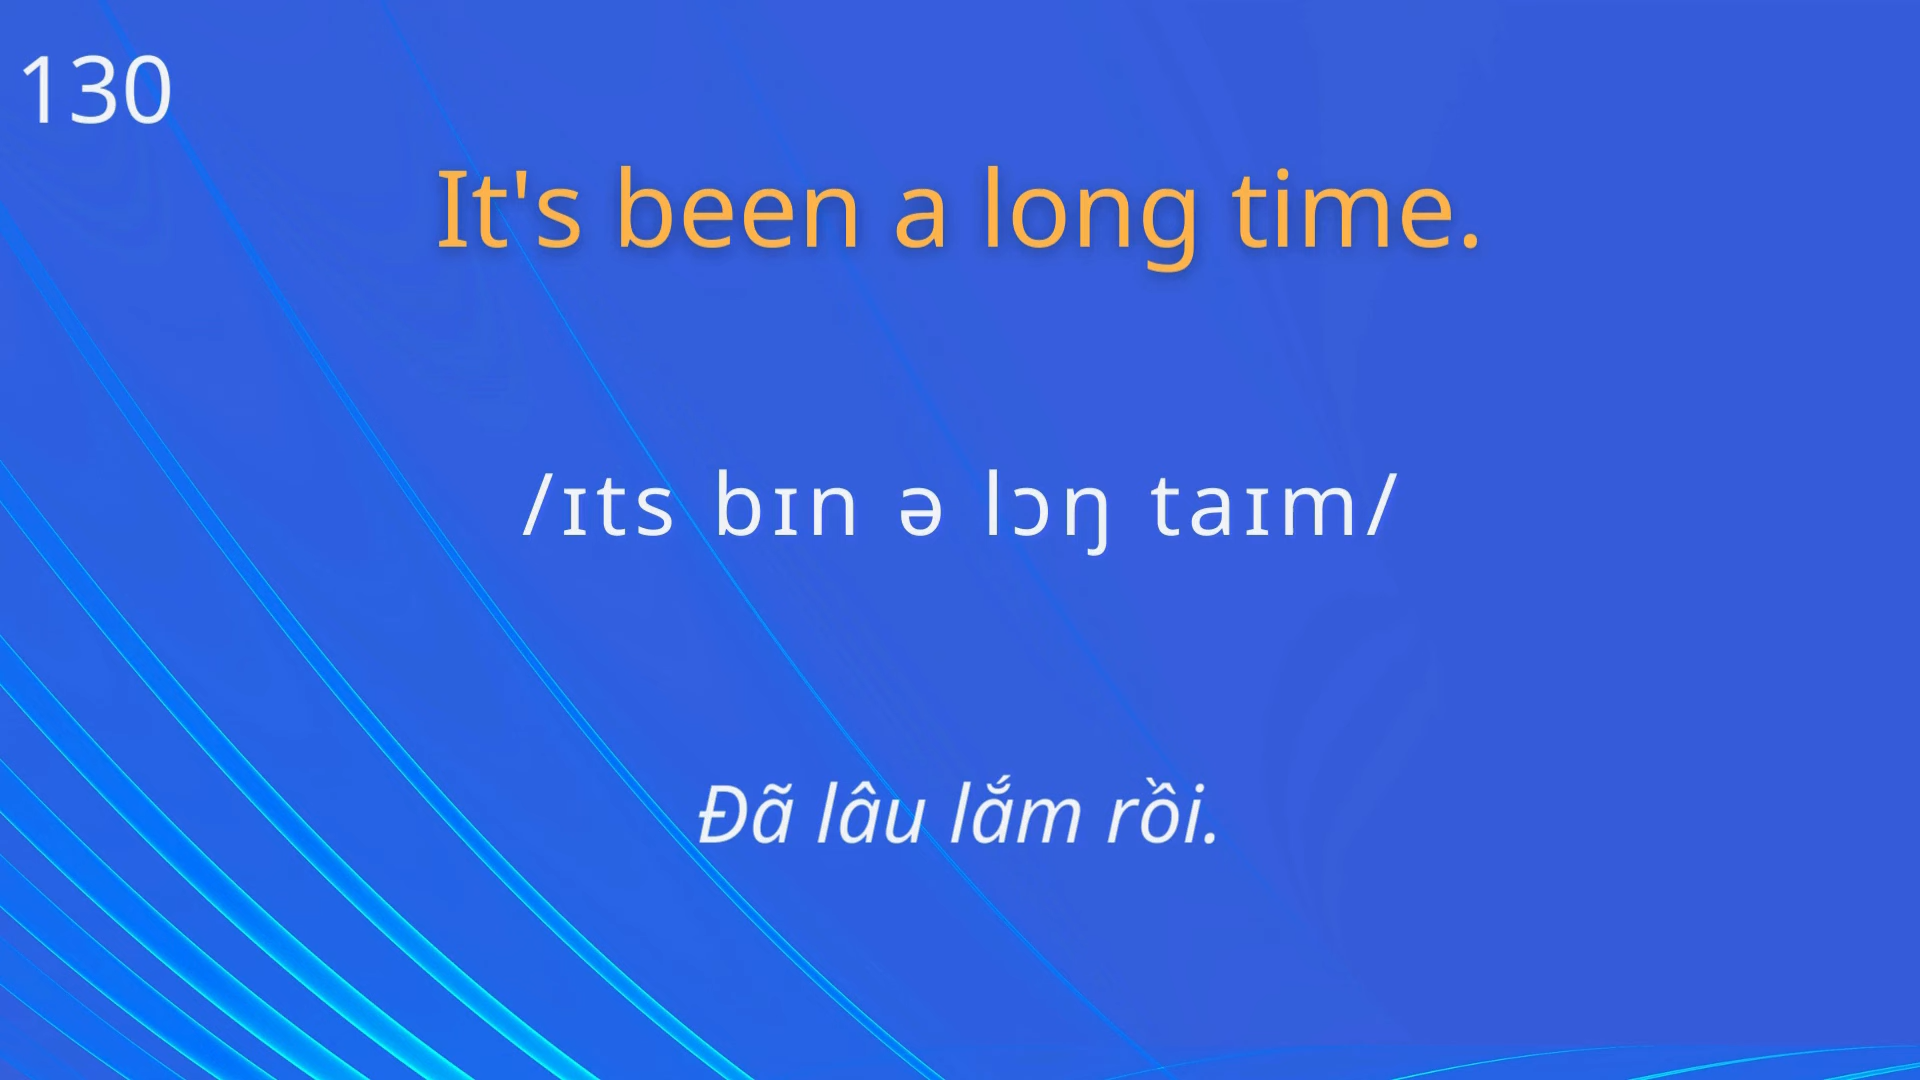 130
It's been a long time.
/ɪts bɪn ə lɔŋ taɪm/
Đã lâu lắm rồi.